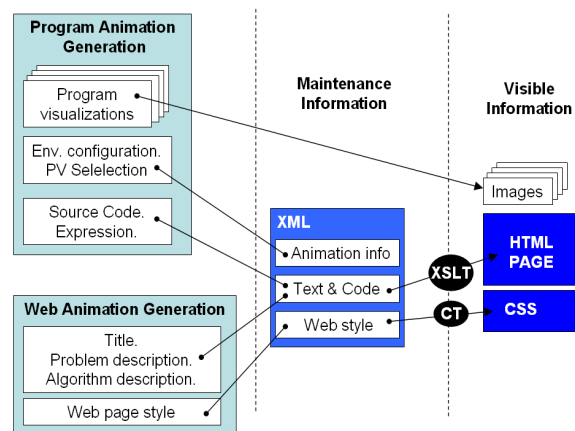 Program Animation
Generation
Program
visualizations
Env. configuration.
PV Selelection
Source Code.
Expression.
Web Animation Generation
Title.
Problem description.
Algorithm description.
Web page style
Maintenance
Information
XML
Animation info
Text & Code
Web style
XSLT
CT
Visible
Information
Images
HTML
PAGE
CSS